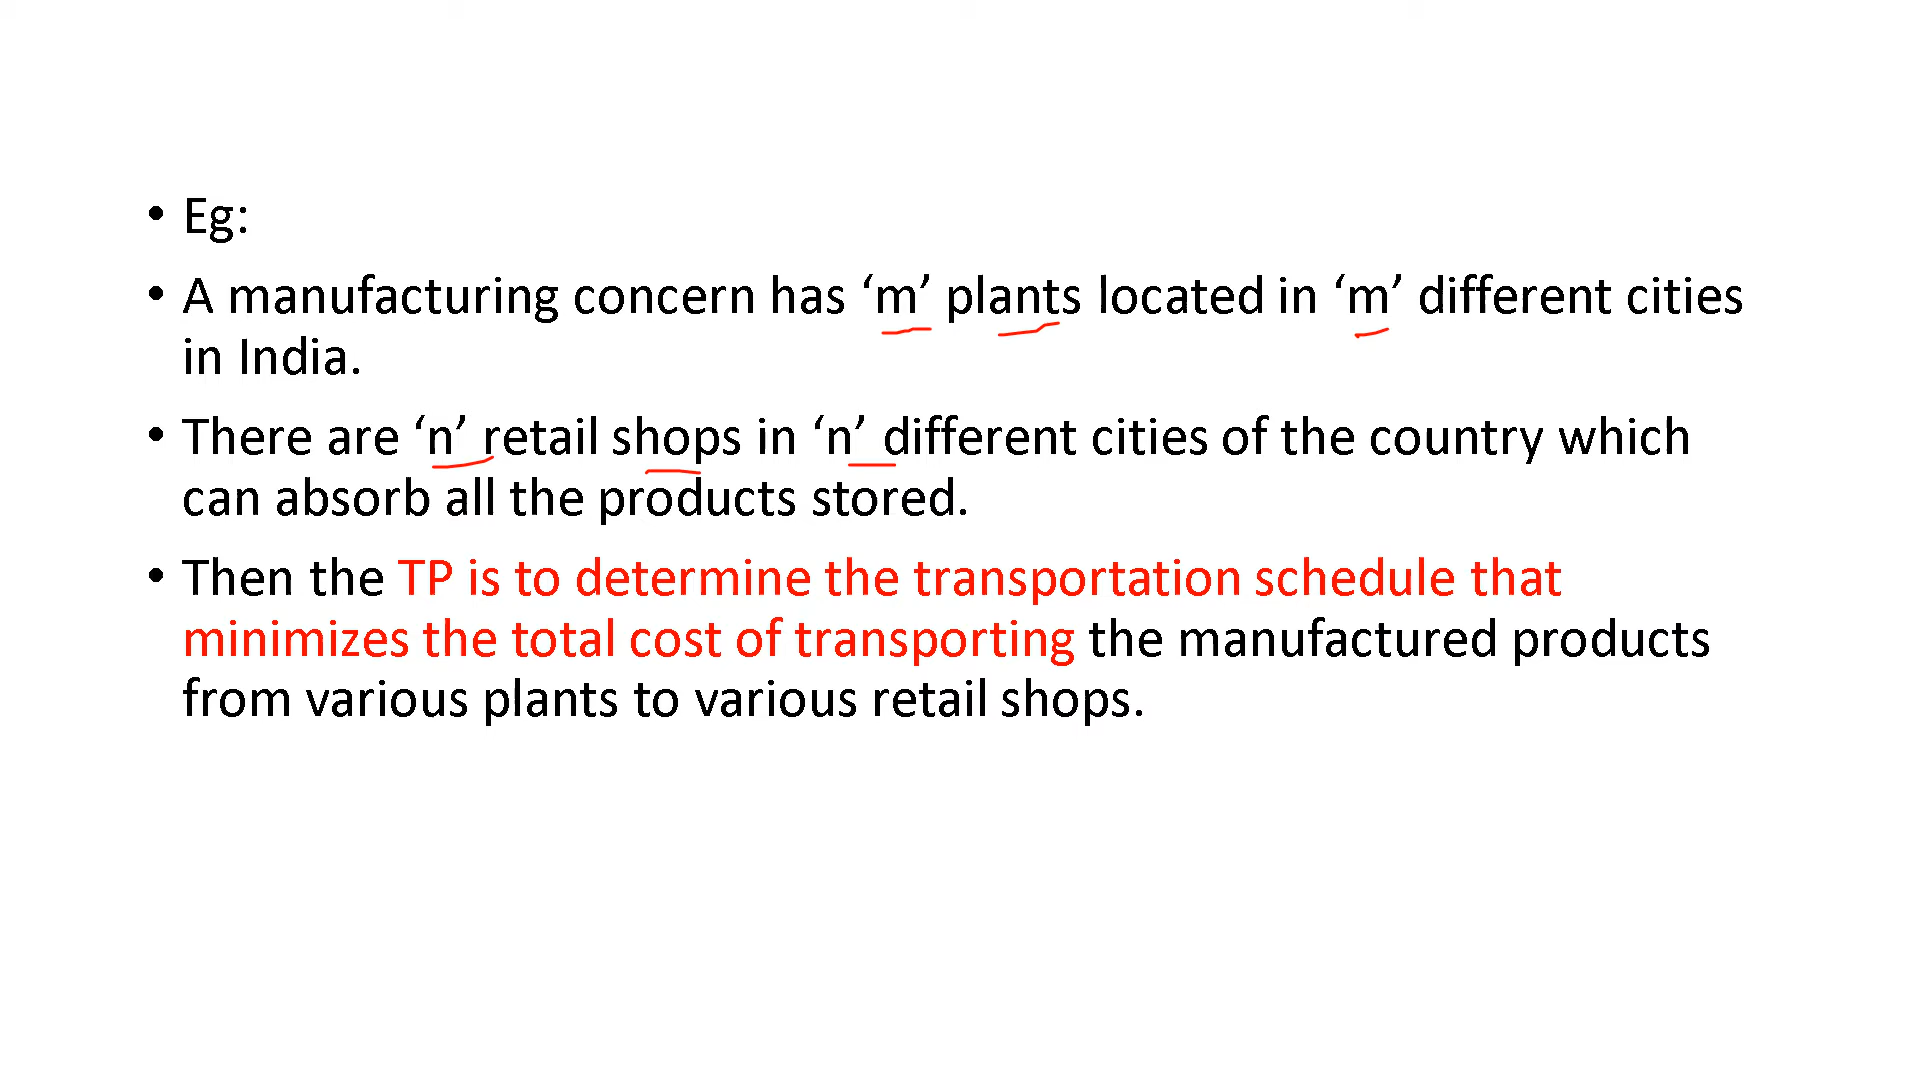 • Eg:
• A manufacturing concern has ‘m’ plants located in ‘m’ different cities
in India.
• There are ‘n’ retail shops in ‘n’ different cities of the country which
can absorb all the products stored.
• Then the TP is to determine the transportation schedule that
minimizes the total cost of transporting the manufactured products
from various plants to various retail shops.